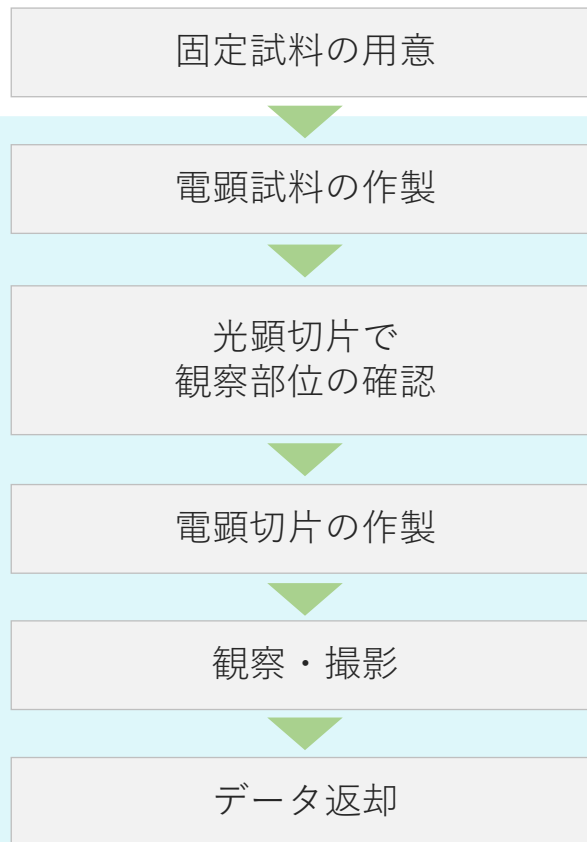 固定試料の用意
電顕試料の作製
光顕切片で
観察部位の確認
電顕切片の作製
観察・撮影
データ返却